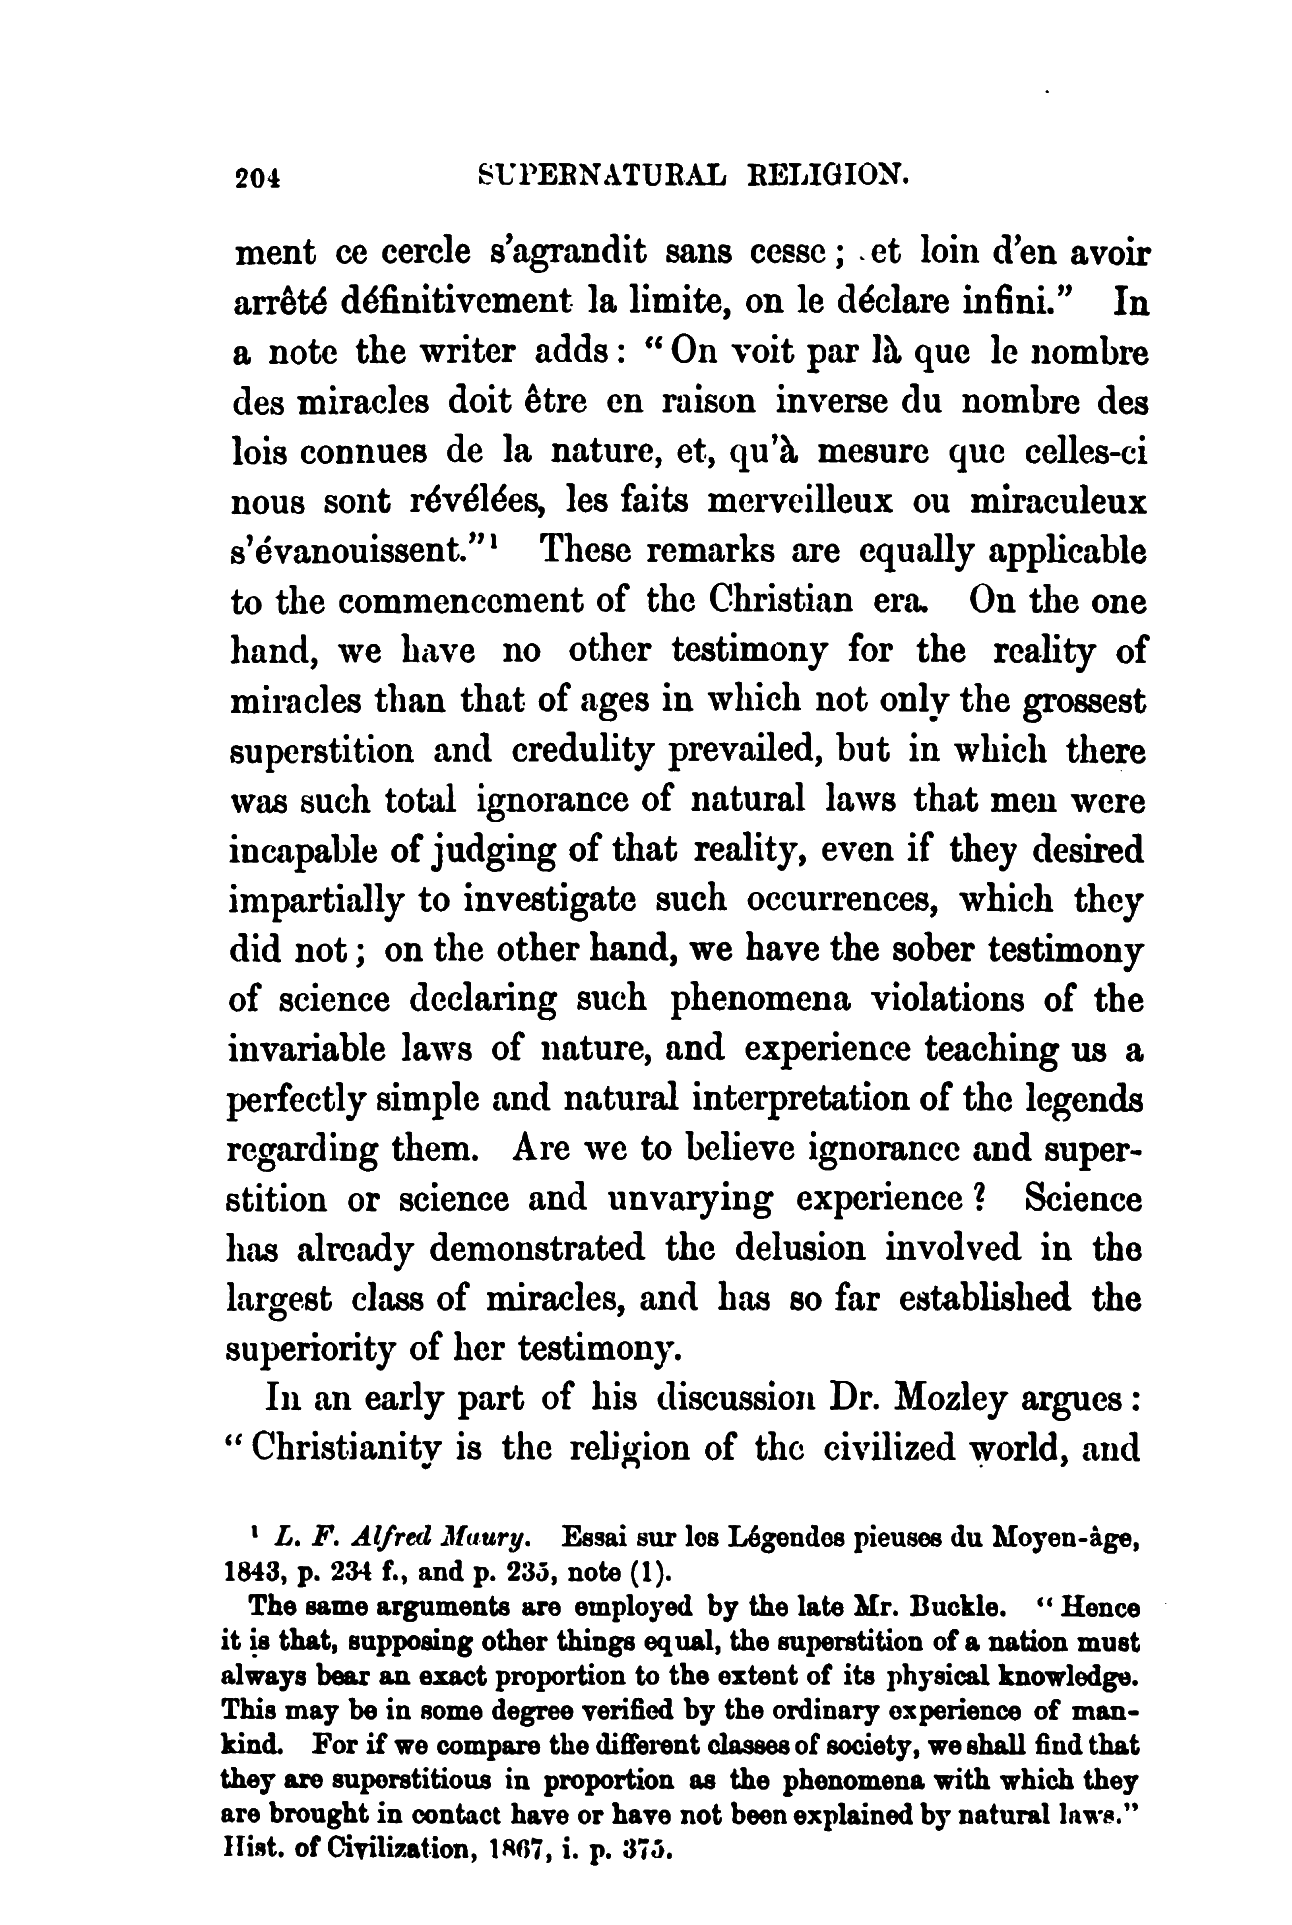 204 SUPERNATURAL RELIGION.
ment ce cercle s'agrandit sans cesse ; et loin d'en avoir
arrêté définitivement la limite, on le déclare infini." In
a note the writer adds : "On voit par là que le nombre
des miracles doit être en raison inverse du nombre des
lois connues de la nature, et, qu'à mesure que celles-ci
nous sont révélées, les faits merveilleux ou miraculeux
s'évanouissent."¹ These remarks are equally applicable
to the commencement of the Christian era. On the one
hand, we have no other testimony for the reality of
miracles than that of ages in which not only the grossest
superstition and credulity prevailed, but in which there
was such total ignorance of natural laws that men were
incapable of judging of that reality, even if they desired
impartially to investigate such occurrences, which they
did not ; on the other hand, we have the sober testimony
of science declaring such phenomena violations of the
invariable laws of nature, and experience teaching us a
perfectly simple and natural interpretation of the legends
regarding them. Are we to believe ignorance and super-
stition or science and unvarying experience ? Science
has already demonstrated the delusion involved in the
largest class of miracles, and has so far established the
superiority of her testimony.
In an early part of his discussion Dr. Mozley argues :
"Christianity is the religion of the civilized world, and
¹ L. F. Alfred Maury. Essai sur les Légendes pieuses du Moyen-âge,
1843, p. 234 f., and p. 235, note (1).
The same arguments are employed by the late Mr. Buckle. "Hence
it is that, supposing other things equal, the superstition of a nation must
always bear an exact proportion to the extent of its physical knowledge.
This may be in some degree verified by the ordinary experience of man-
kind. For if we compare the different classes of society, we shall find that
they are superstitious in proportion as the phenomena with which they
are brought in contact have or have not been explained by natural laws."
Hist. of Civilization, 1867, i. p. 375.